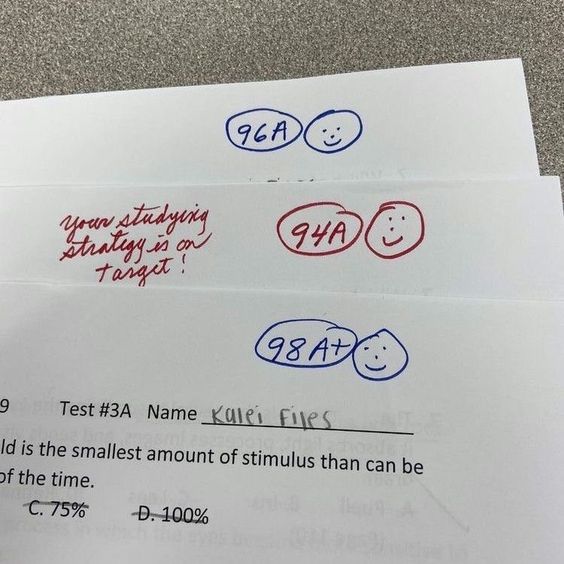 96A
your studying
strategy is on
target!
94A
98 A+
9 Test #3A Name Kalei Files
ld is the smallest amount of stimulus than can be
of the time.
C. 75% D. 100%